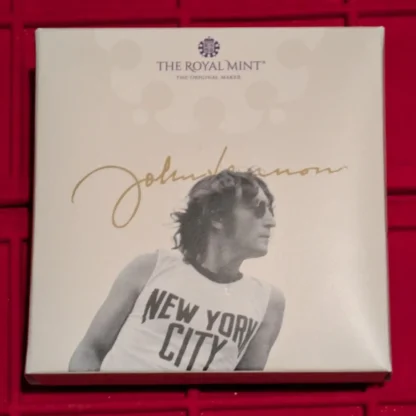 THE ROYAL MINT®
THE ORIGINAL MAKER
John Lennon
NEW YORK
CITY